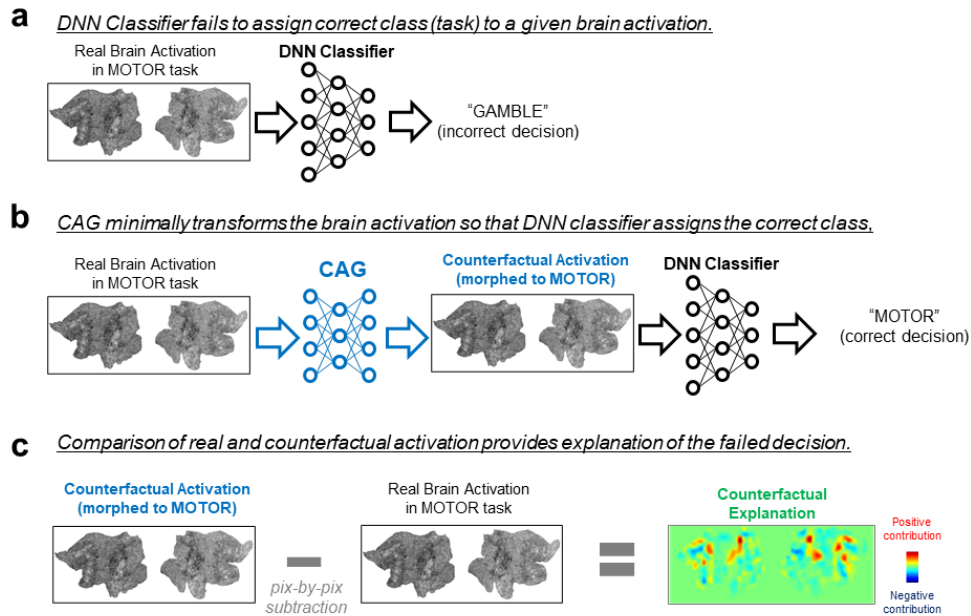 a
DNN Classifier fails to assign correct class (task) to a given brain activation.
Real Brain Activation
in MOTOR task
DNN Classifier
"GAMBLE"
(incorrect decision)
b
CAG minimally transforms the brain activation so that DNN classifier assigns the correct class,
Real Brain Activation
in MOTOR task
CAG
Counterfactual Activation
(morphed to MOTOR)
DNN Classifier
"MOTOR"
(correct decision)
c
Comparison of real and counterfactual activation provides explanation of the failed decision.
Counterfactual Activation
(morphed to MOTOR)
pix-by-pix
subtraction
Real Brain Activation
in MOTOR task
Counterfactual
Explanation
Positive
contribution
Negative
contribution